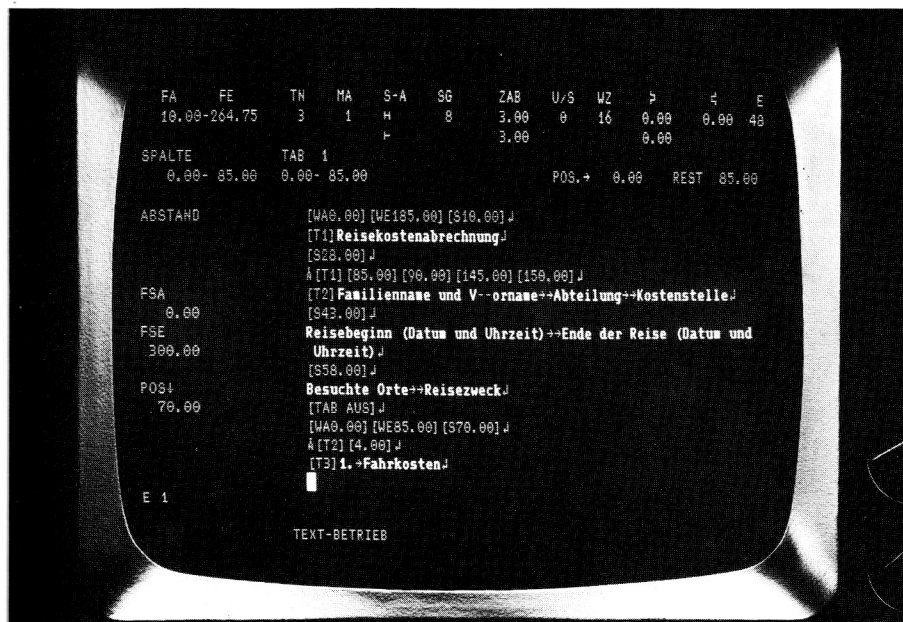 FA FE TN MA S-A SG ZAB U/S WZ E
10.00-264.75 3 1 H 8 3.00 0 16 0.00 0.00 48
⊢ 3.00 0.00
SPALTE TAB 1
0.00- 85.00 0.00- 85.00 POS.→ 0.00 REST 85.00
ABSTAND [WA0.00][WE185.00][S10.00]↲
[T1]Reisekostenabrechnung↲
[S28.00]↲
[T1][85.00][90.00][145.00][150.00]↲
FSA [T2]Familienname und V--orname→→Abteilung→→Kostenstelle↲
0.00 [S43.00]↲
FSE Reisebeginn (Datum und Uhrzeit)→→Ende der Reise (Datum und
300.00 Uhrzeit)↲
[S58.00]↲
POS↓ Besuchte Orte→→Reisezweck↲
70.00 [TAB AUS]↲
[WA0.00][WE85.00][S70.00]↲
[T2][4.00]↲
[T3]1.→Fahrkosten↲
E 1
TEXT-BETRIEB